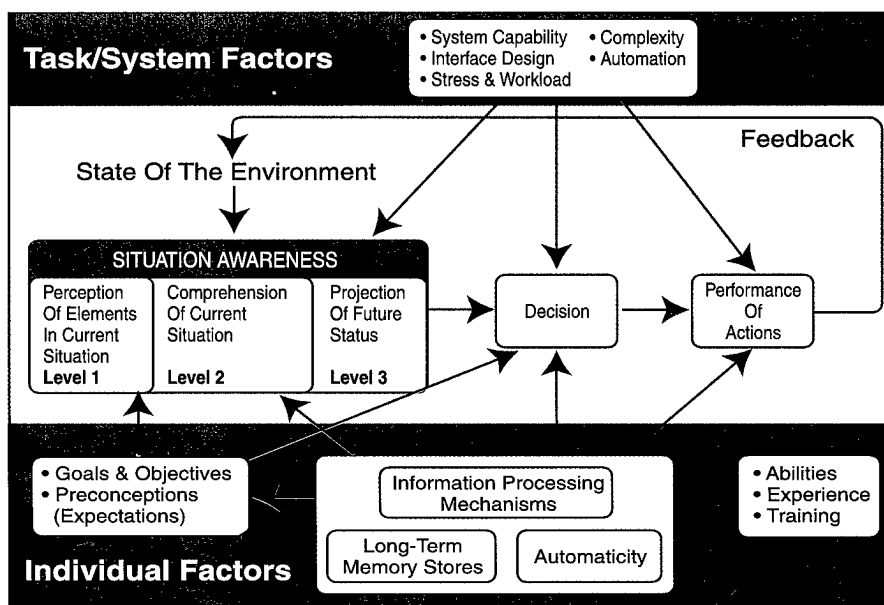 Task/System Factors
• System Capability
• Interface Design
• Stress & Workload
• Complexity
• Automation
Feedback
State Of The Environment
SITUATION AWARENESS
Perception
Of Elements
In Current
Situation
Level 1
Comprehension
Of Current
Situation
Level 2
Projection
Of Future
Status
Level 3
Decision
Performance
Of
Actions
• Goals & Objectives
• Preconceptions
(Expectations)
Information Processing
Mechanisms
Long-Term
Memory Stores
Automaticity
• Abilities
• Experience
• Training
Individual Factors